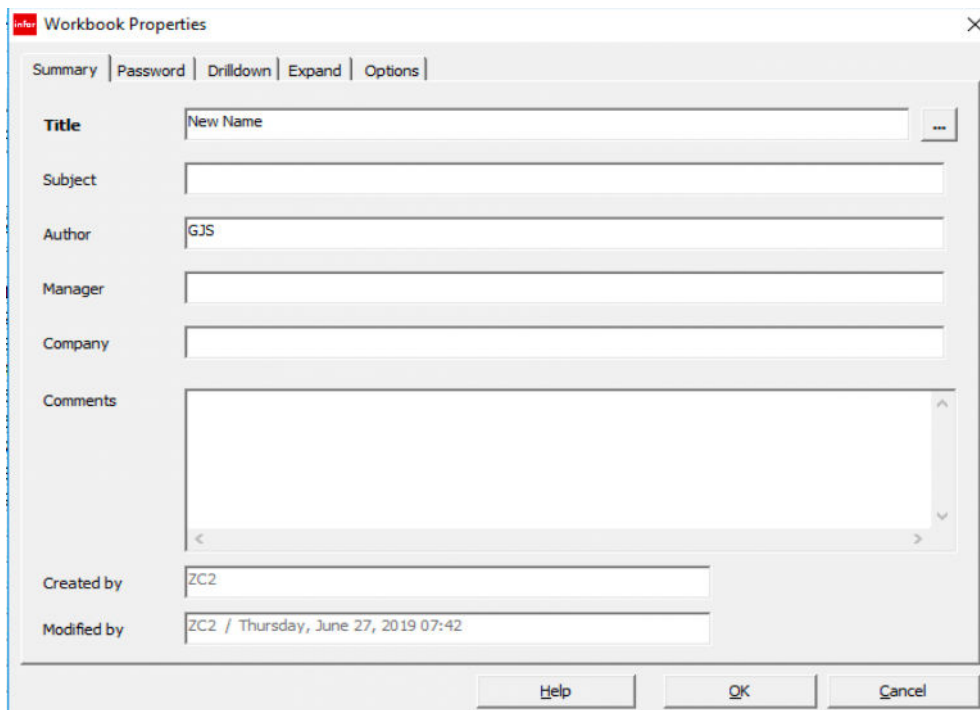 infor Workbook Properties
Summary Password Drilldown Expand Options
Title New Name ...
Subject
Author GJS
Manager
Company
Comments
Created by ZC2
Modified by ZC2 / Thursday, June 27, 2019 07:42
Help OK Cancel